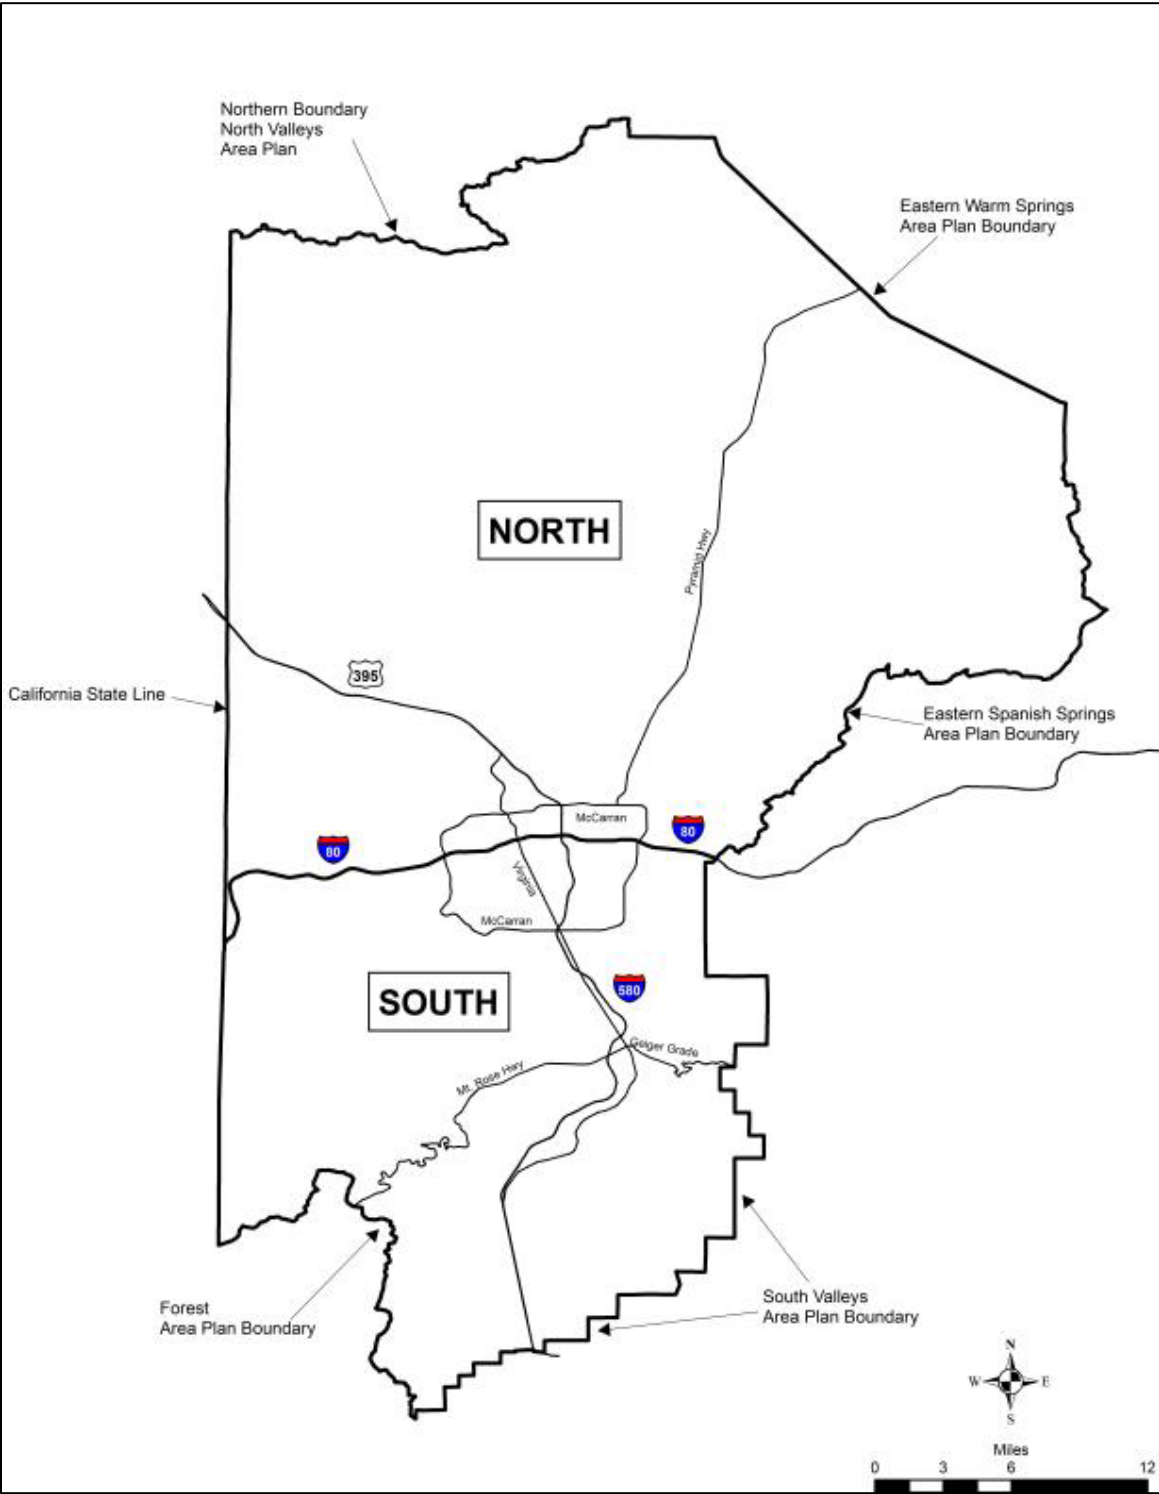 Northern Boundary
North Valleys
Area Plan
Eastern Warm Springs
Area Plan Boundary
NORTH
Pyramid Hwy
395
California State Line
Eastern Spanish Springs
Area Plan Boundary
McCarran
80
80
Virginia
McCarran
580
SOUTH
Geiger Grade
Mt. Rose Hwy
South Valleys
Area Plan Boundary
Forest
Area Plan Boundary
N
W E
S
Miles
0 3 6 12